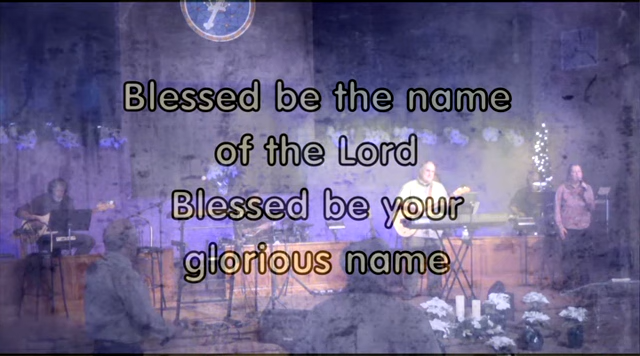 Blessed be the name
of the Lord
Blessed be your
glorious name